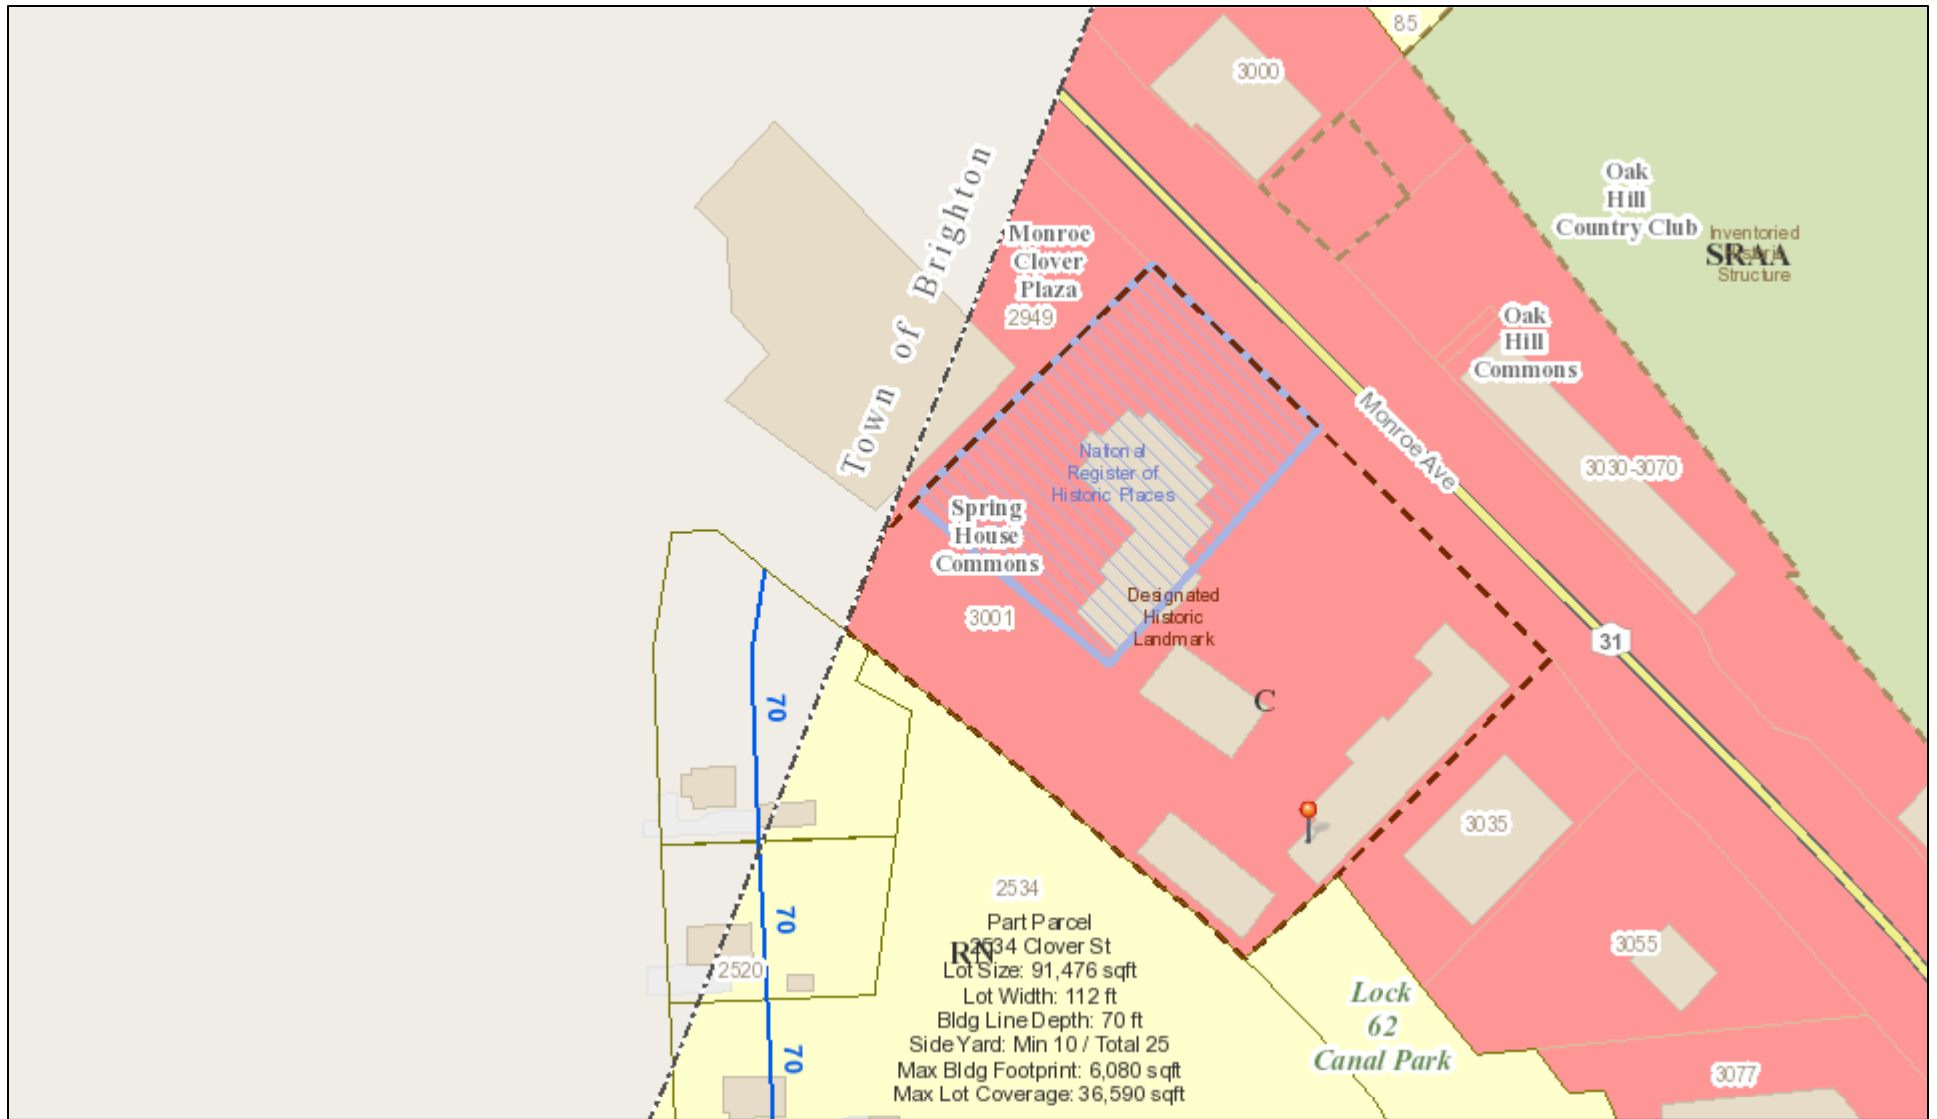 85
3000
Town of Brighton
Oak
Hill
Country Club
Inventoried
Historic
Structure
SRAA
Monroe
Clover
Plaza
2949
Oak
Hill
Commons
Monroe Ave
3030-3070
National
Register of
Historic Places
Spring
House
Commons
3001
Designated
Historic
Landmark
31
C
70
3035
2534
70
Part Parcel
2534 Clover St
RN
Lot Size: 91,476 sqft
Lot Width: 112 ft
Bldg Line Depth: 70 ft
Side Yard: Min 10 / Total 25
Max Bldg Footprint: 6,080 sqft
Max Lot Coverage: 36,590 sqft
2520
3055
Lock
62
Canal Park
70
3077